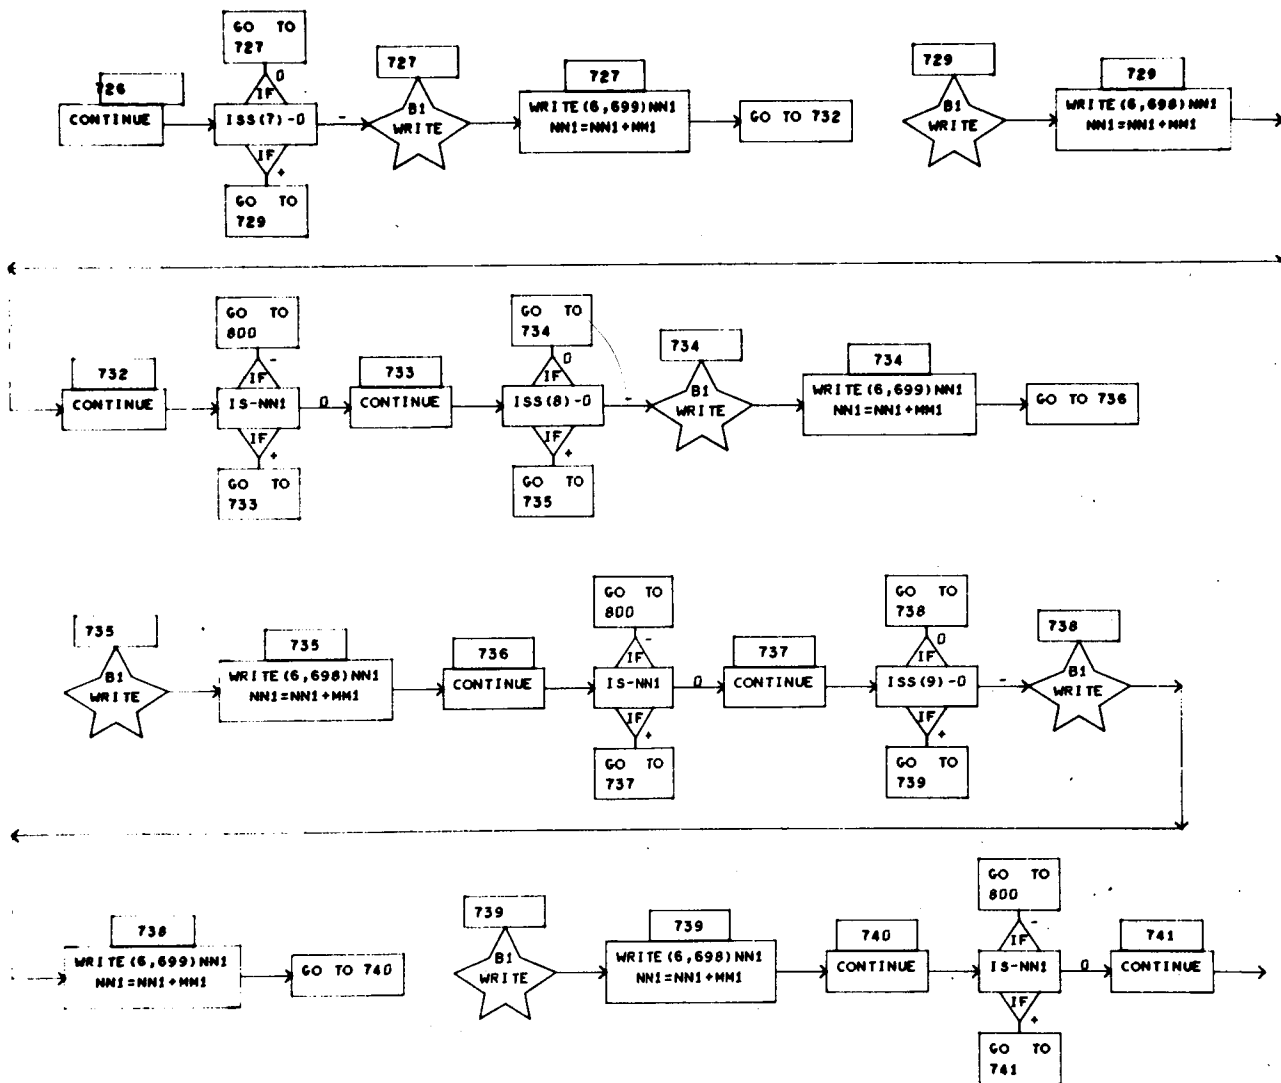 GO TO
727
0
IF
726
CONTINUE
ISS(7)-0
-
IF
+
GO TO
729
727
B1
WRITE
727
WRITE(6,699)NN1
NN1=NN1+MM1
GO TO 732
729
B1
WRITE
729
WRITE(6,698)NN1
NN1=NN1+MM1
732
CONTINUE
GO TO
800
-
IF
IS-NN1
0
IF
+
GO TO
733
733
CONTINUE
GO TO
734
0
IF
ISS(8)-0
-
IF
+
GO TO
735
734
B1
WRITE
734
WRITE(6,699)NN1
NN1=NN1+MM1
GO TO 736
735
B1
WRITE
735
WRITE(6,698)NN1
NN1=NN1+MM1
736
CONTINUE
GO TO
800
-
IF
IS-NN1
0
IF
+
GO TO
737
737
CONTINUE
GO TO
738
0
IF
ISS(9)-0
-
IF
+
GO TO
739
738
B1
WRITE
738
WRITE(6,699)NN1
NN1=NN1+MM1
GO TO 740
739
B1
WRITE
739
WRITE(6,698)NN1
NN1=NN1+MM1
740
CONTINUE
GO TO
800
-
IF
IS-NN1
0
IF
+
GO TO
741
741
CONTINUE